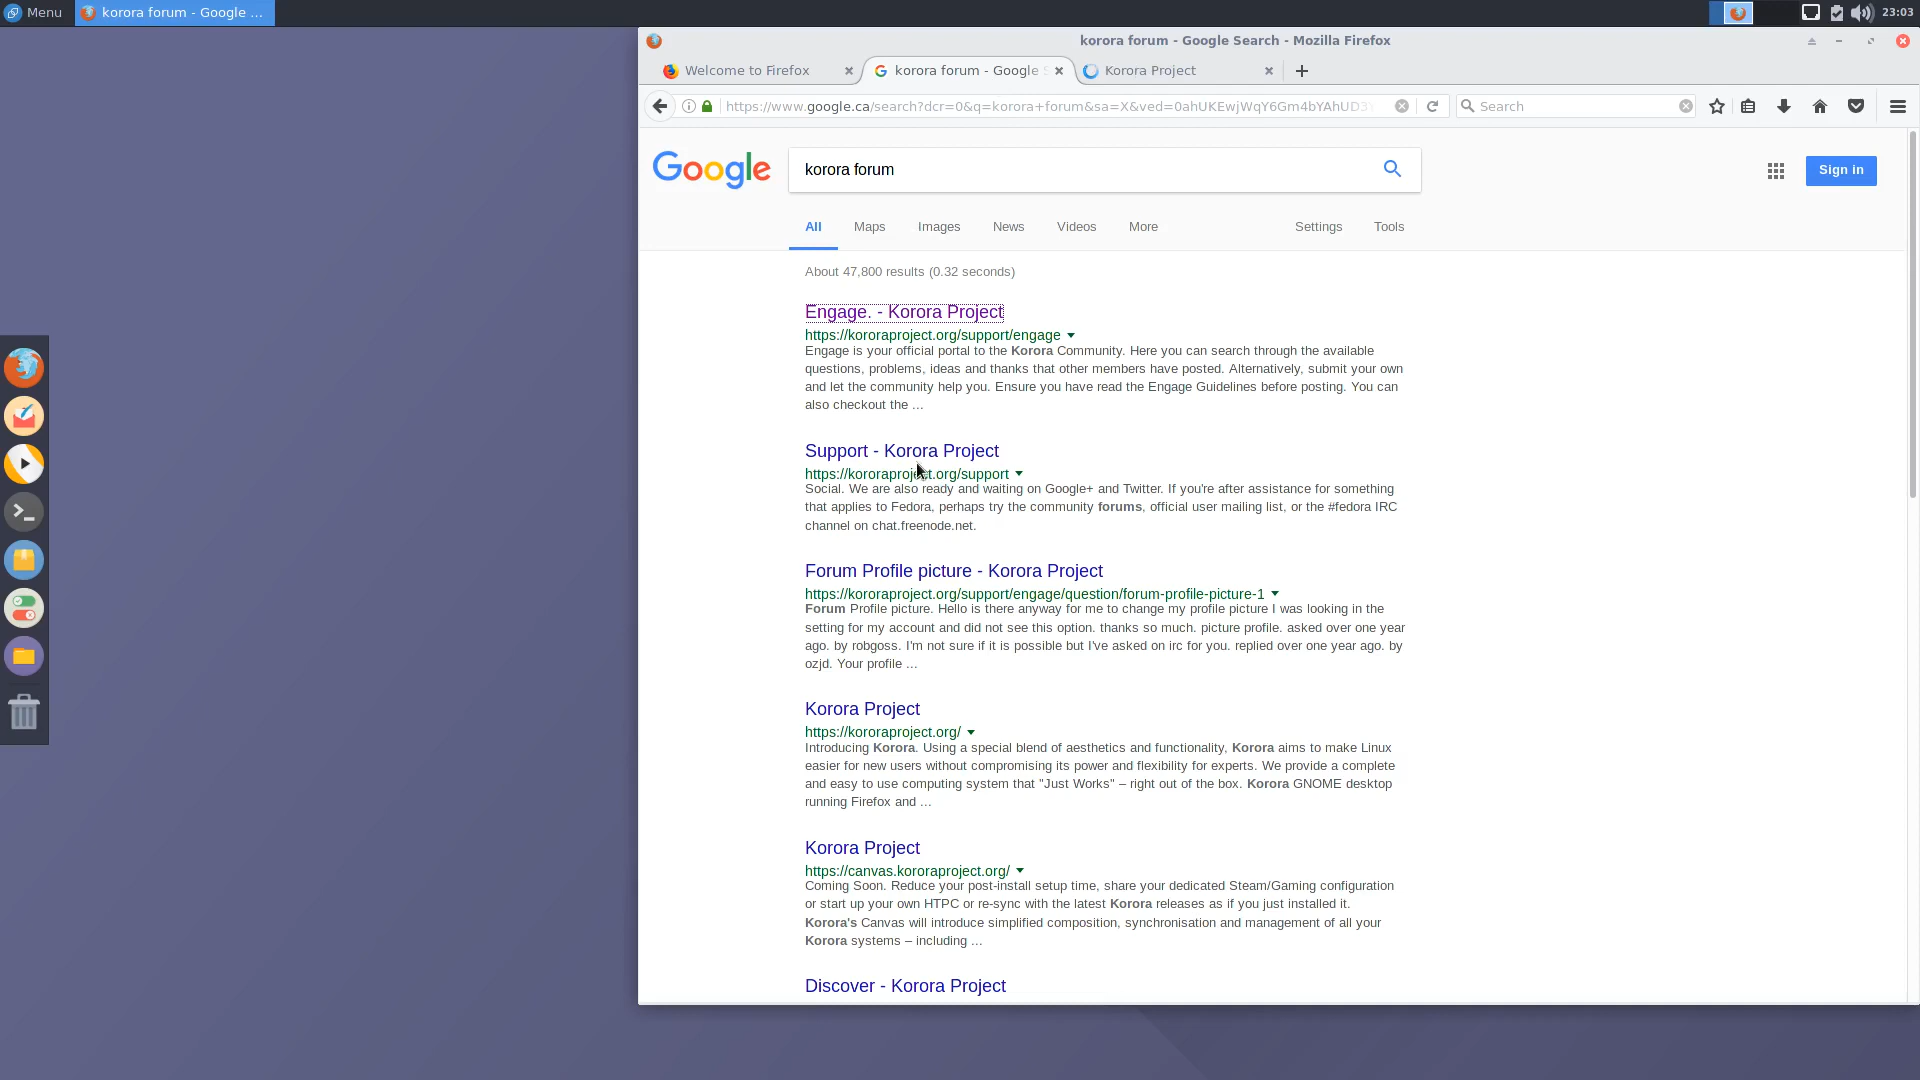 Menu
korora forum - Google ...
23:03
korora forum - Google Search - Mozilla Firefox
Welcome to Firefox
korora forum - Google S
Korora Project
https://www.google.ca/search?dcr=0&q=korora+forum&sa=X&ved=0ahUKEwjWqY6Gm4bYAhUD3
Search
Google
korora forum
Sign in
All
Maps
Images
News
Videos
More
Settings
Tools
About 47,800 results (0.32 seconds)
Engage. - Korora Project
https://kororaproject.org/support/engage
Engage is your official portal to the Korora Community. Here you can search through the available
questions, problems, ideas and thanks that other members have posted. Alternatively, submit your own
and let the community help you. Ensure you have read the Engage Guidelines before posting. You can
also checkout the ...
Support - Korora Project
https://kororaproject.org/support
Social. We are also ready and waiting on Google+ and Twitter. If you're after assistance for something
that applies to Fedora, perhaps try the community forums, official user mailing list, or the #fedora IRC
channel on chat.freenode.net.
Forum Profile picture - Korora Project
https://kororaproject.org/support/engage/question/forum-profile-picture-1
Forum Profile picture. Hello is there anyway for me to change my profile picture I was looking in the
setting for my account and did not see this option. thanks so much. picture profile. asked over one year
ago. by robgoss. I'm not sure if it is possible but I've asked on irc for you. replied over one year ago. by
ozjd. Your profile ...
Korora Project
https://kororaproject.org/
Introducing Korora. Using a special blend of aesthetics and functionality, Korora aims to make Linux
easier for new users without compromising its power and flexibility for experts. We provide a complete
and easy to use computing system that "Just Works" – right out of the box. Korora GNOME desktop
running Firefox and ...
Korora Project
https://canvas.kororaproject.org/
Coming Soon. Reduce your post-install setup time, share your dedicated Steam/Gaming configuration
or start up your own HTPC or re-sync with the latest Korora releases as if you just installed it.
Korora's Canvas will introduce simplified composition, synchronisation and management of all your
Korora systems – including ...
Discover - Korora Project